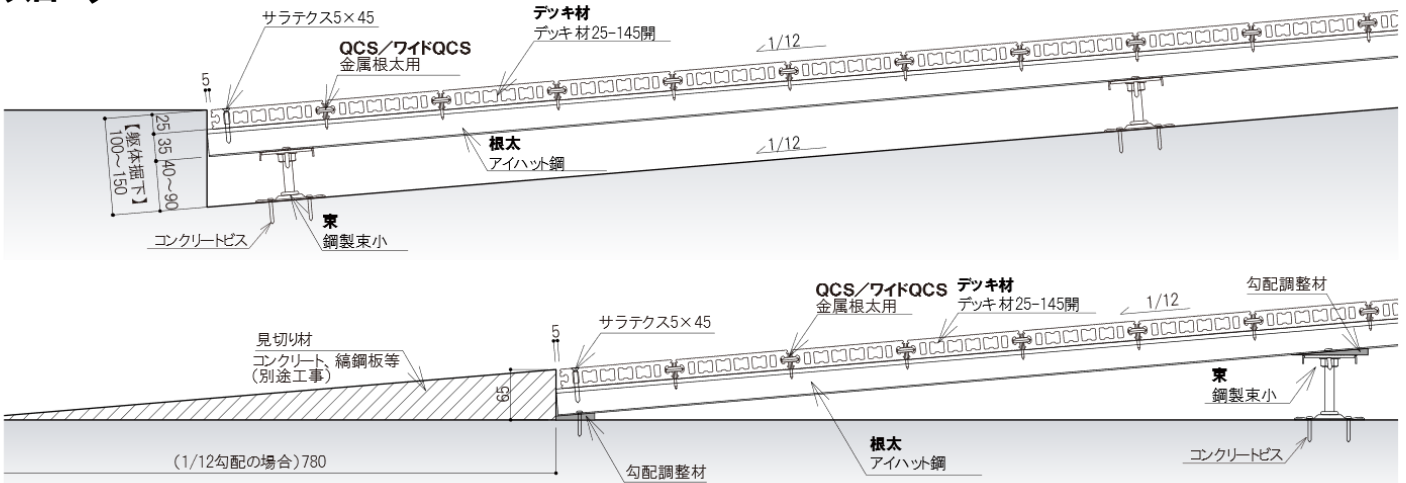 サラテクス5×45
デッキ材
デッキ材25-145開
QCS／ワイドQCS
金属根太用
1/12
5
25
35
40～90
【躯体掘下】
100～150
根太
アイハット鋼
1/12
束
鋼製束小
コンクリートビス
QCS／ワイドQCS
金属根太用
デッキ材
デッキ材25-145開
1/12
勾配調整材
サラテクス5×45
5
見切り材
コンクリート、縞鋼板等
（別途工事）
65
束
鋼製束小
根太
アイハット鋼
コンクリートビス
（1/12勾配の場合）780
勾配調整材